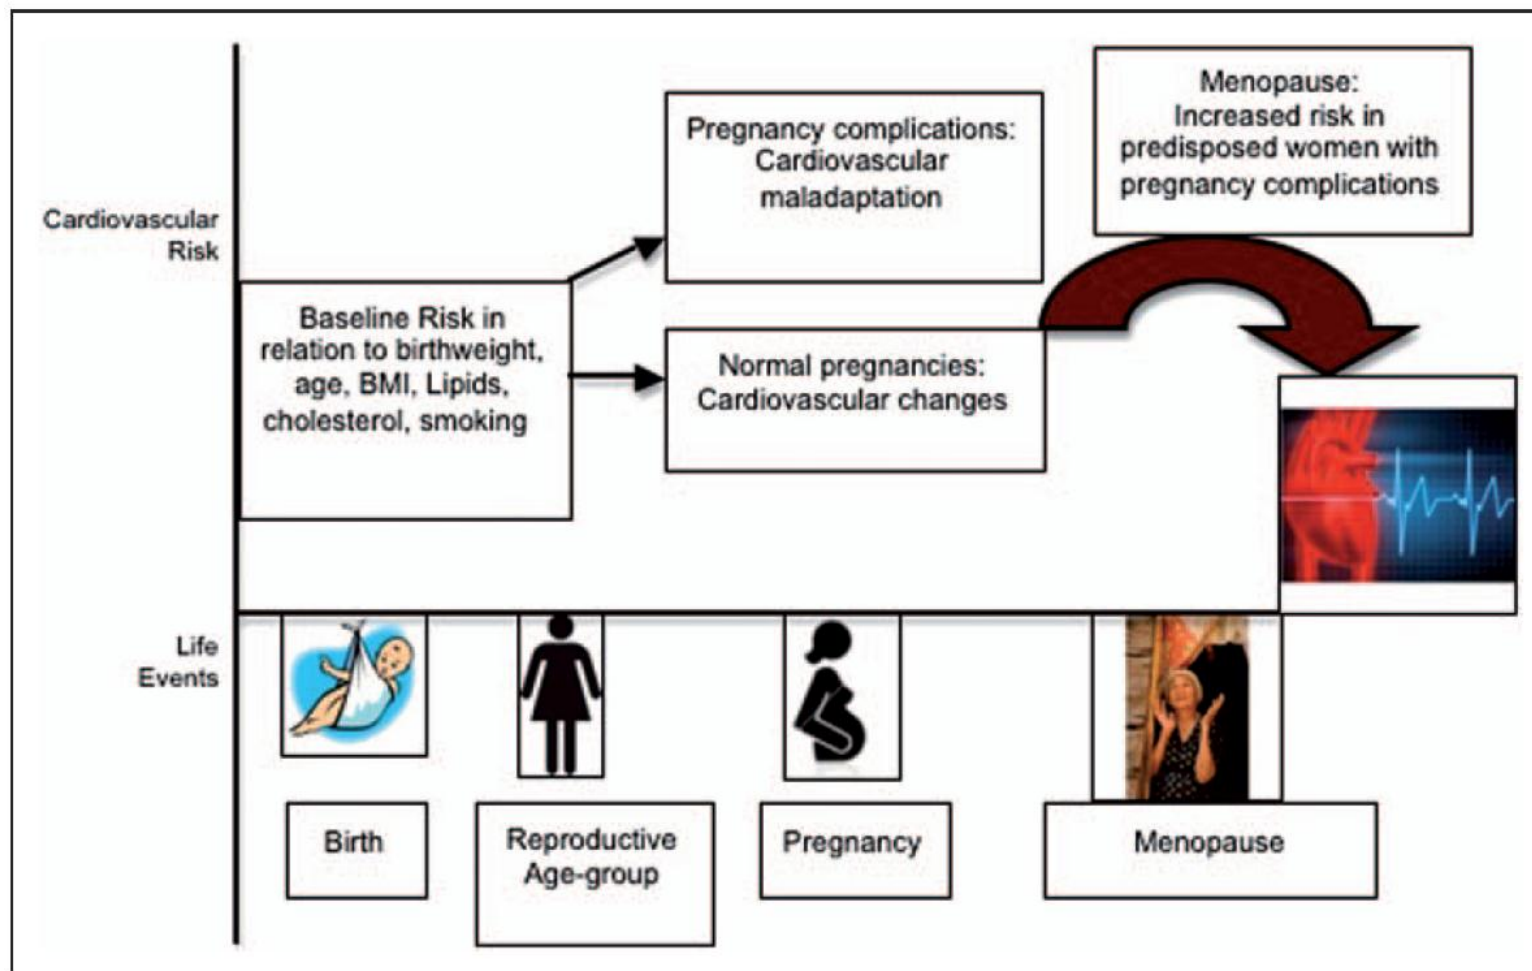 Cardiovascular
Risk
Baseline Risk in
relation to birthweight,
age, BMI, Lipids,
cholesterol, smoking
Pregnancy complications:
Cardiovascular
maladaptation
Normal pregnancies:
Cardiovascular changes
Menopause:
Increased risk in
predisposed women with
pregnancy complications
Life
Events
Birth
Reproductive
Age-group
Pregnancy
Menopause